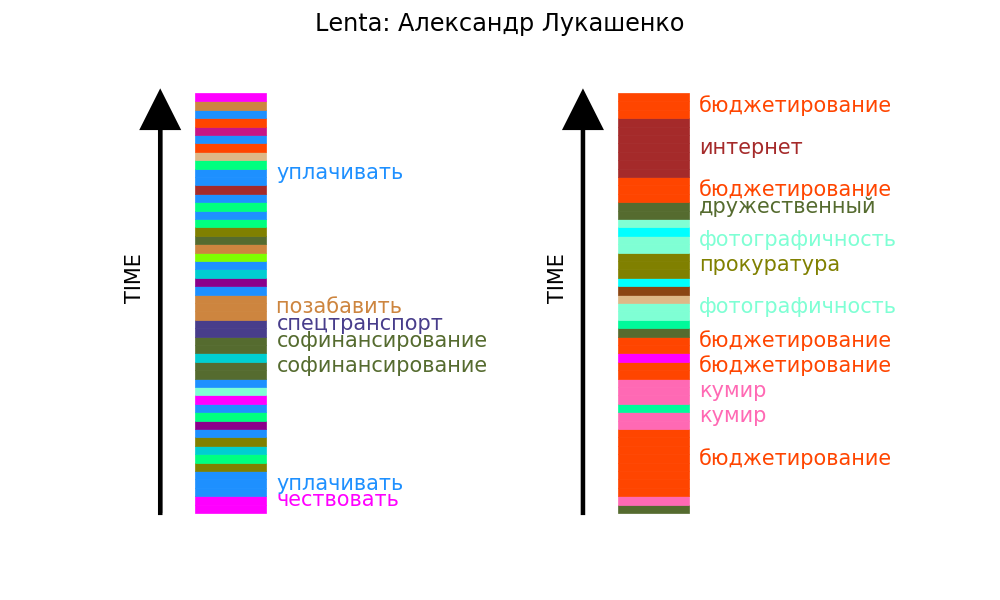 Lenta: Александр Лукашенко
TIME
уплачивать
позабавить
спецтранспорт
софинансирование
софинансирование
уплачивать
чествовать
TIME
бюджетирование
интернет
бюджетирование
дружественный
фотографичность
прокуратура
фотографичность
бюджетирование
бюджетирование
кумир
кумир
бюджетирование